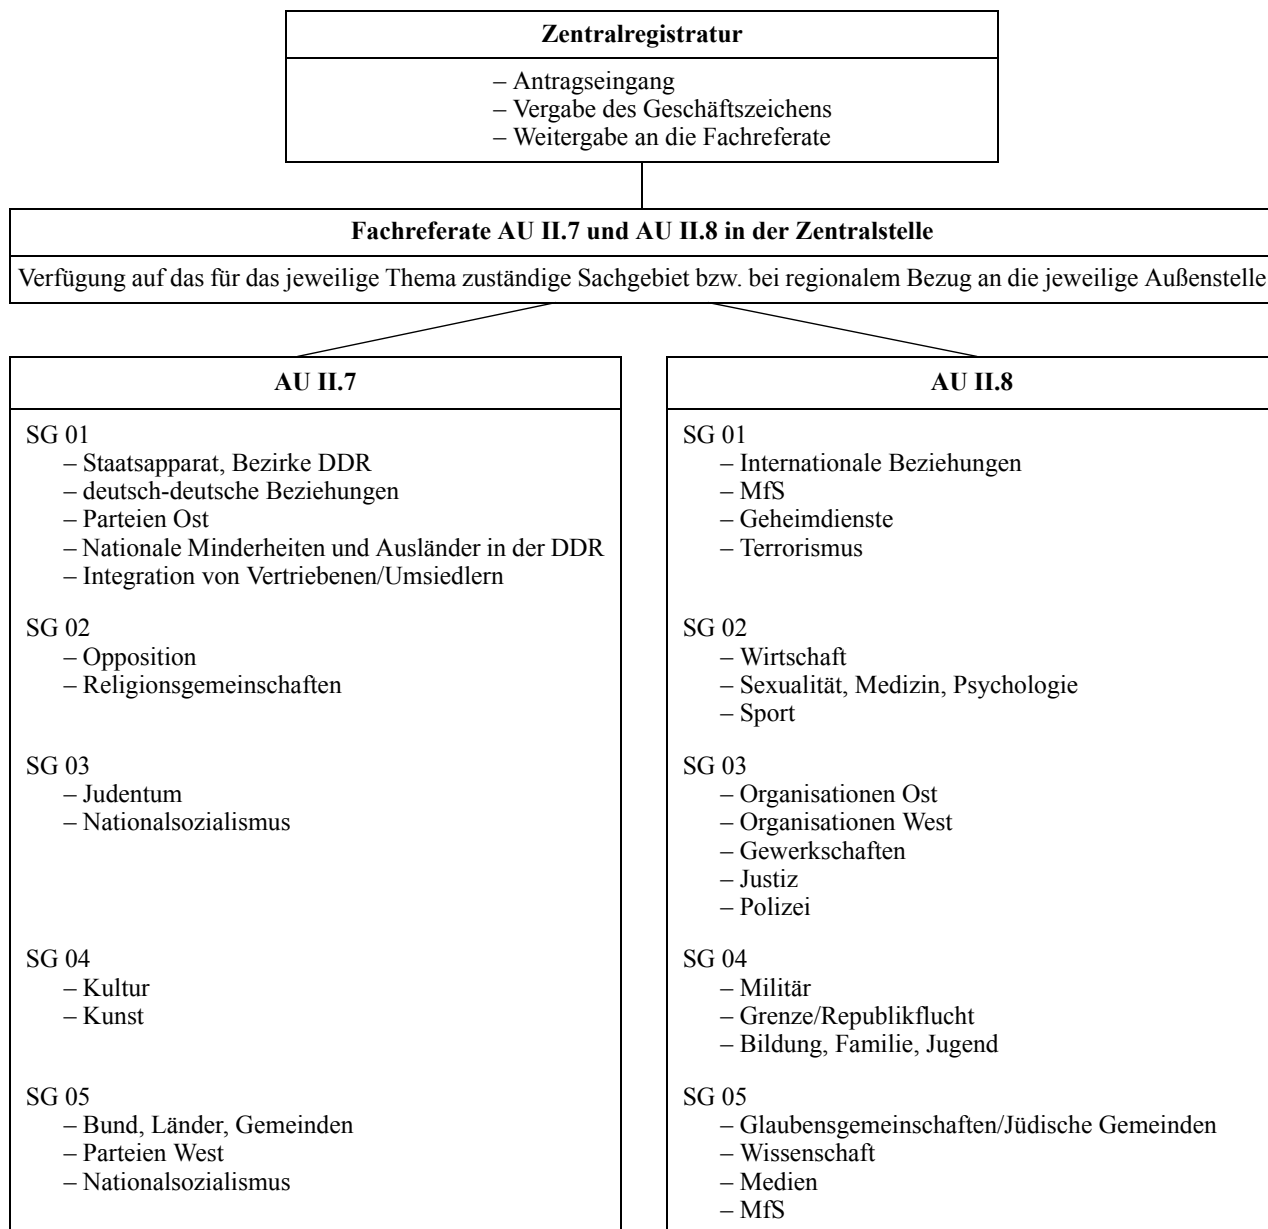 Zentralregistratur
– Antragseingang
– Vergabe des Geschäftszeichens
– Weitergabe an die Fachreferate
Fachreferate AU II.7 und AU II.8 in der Zentralstelle
Verfügung auf das für das jeweilige Thema zuständige Sachgebiet bzw. bei regionalem Bezug an die jeweilige Außenstelle
AU II.7
SG 01
– Staatsapparat, Bezirke DDR
– deutsch-deutsche Beziehungen
– Parteien Ost
– Nationale Minderheiten und Ausländer in der DDR
– Integration von Vertriebenen/Umsiedlern
SG 02
– Opposition
– Religionsgemeinschaften
SG 03
– Judentum
– Nationalsozialismus
SG 04
– Kultur
– Kunst
SG 05
– Bund, Länder, Gemeinden
– Parteien West
– Nationalsozialismus
AU II.8
SG 01
– Internationale Beziehungen
– MfS
– Geheimdienste
– Terrorismus
SG 02
– Wirtschaft
– Sexualität, Medizin, Psychologie
– Sport
SG 03
– Organisationen Ost
– Organisationen West
– Gewerkschaften
– Justiz
– Polizei
SG 04
– Militär
– Grenze/Republikflucht
– Bildung, Familie, Jugend
SG 05
– Glaubensgemeinschaften/Jüdische Gemeinden
– Wissenschaft
– Medien
– MfS